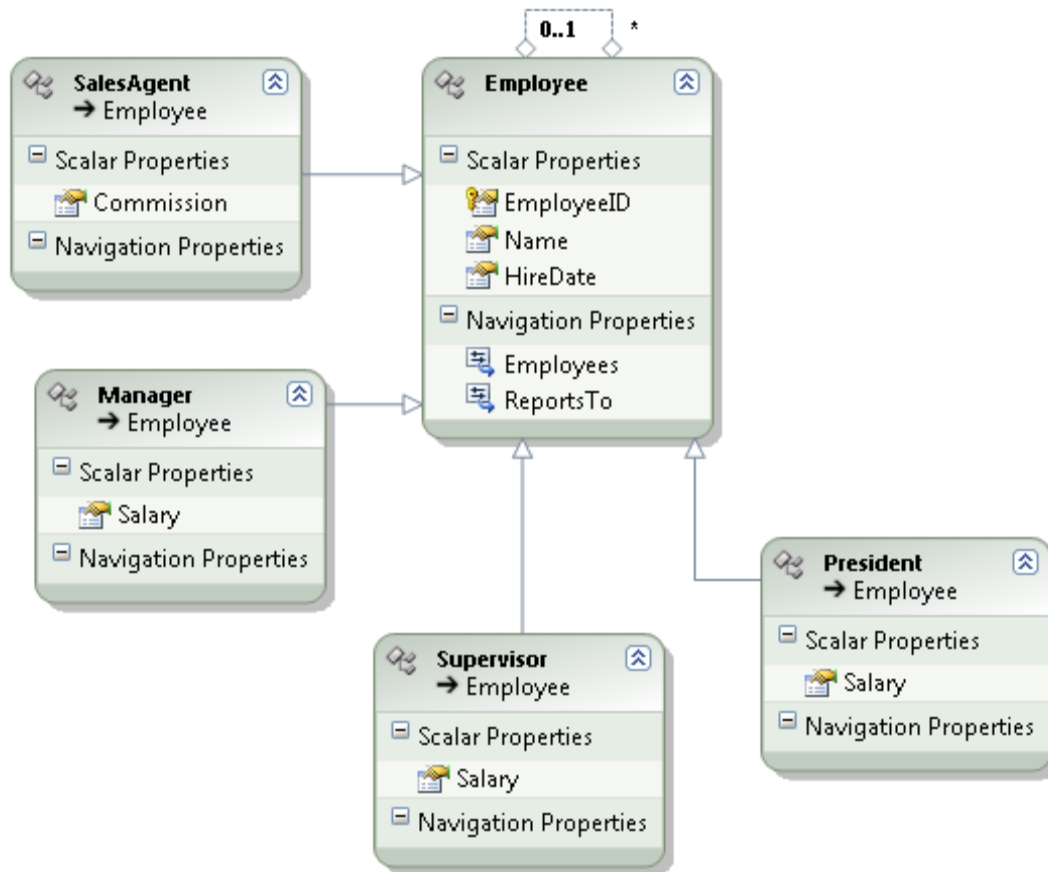 0..1 *
SalesAgent
Employee
Scalar Properties
Commission
Navigation Properties
Employee
Scalar Properties
EmployeeID
Name
HireDate
Navigation Properties
Employees
ReportsTo
Manager
Employee
Scalar Properties
Salary
Navigation Properties
Supervisor
Employee
Scalar Properties
Salary
Navigation Properties
President
Employee
Scalar Properties
Salary
Navigation Properties